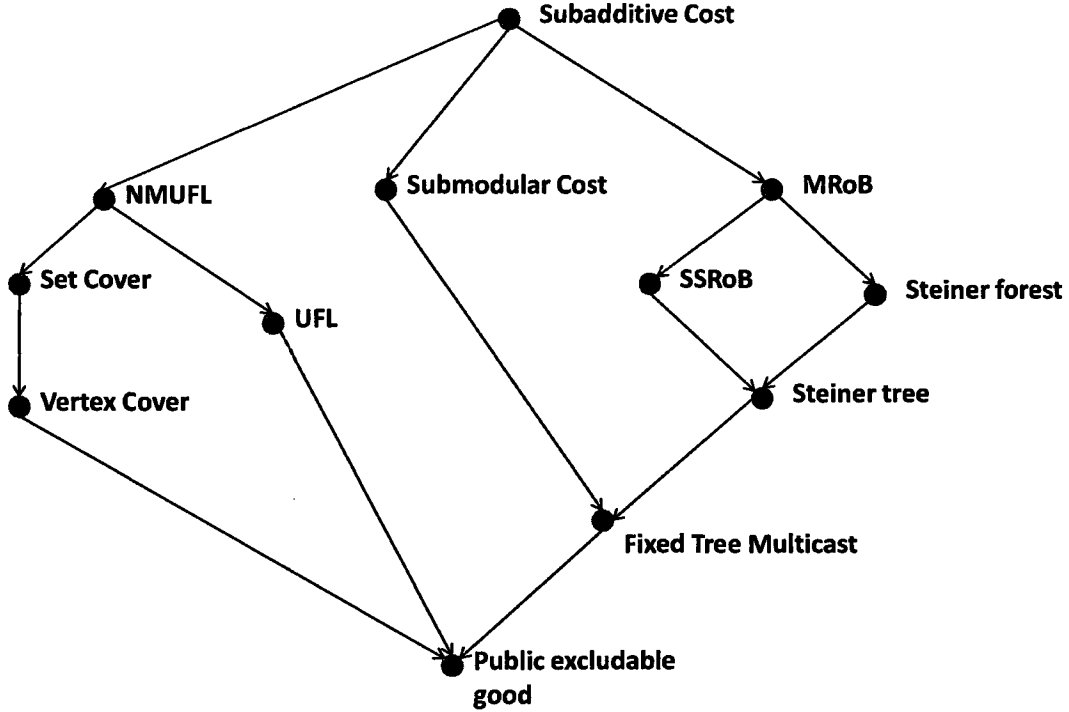 Subadditive Cost
NMUFL
Submodular Cost
MRoB
Set Cover
SSRoB
Steiner forest
UFL
Vertex Cover
Steiner tree
Fixed Tree Multicast
Public excludable
good